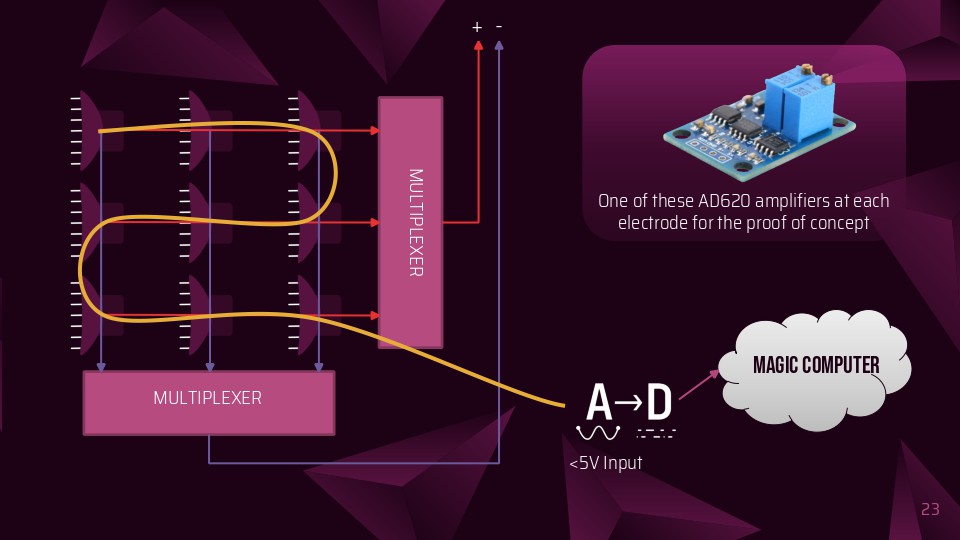 + -
MULTIPLEXER
One of these AD620 amplifiers at each
electrode for the proof of concept
MULTIPLEXER
A→D
<5V Input
MAGIC COMPUTER
23